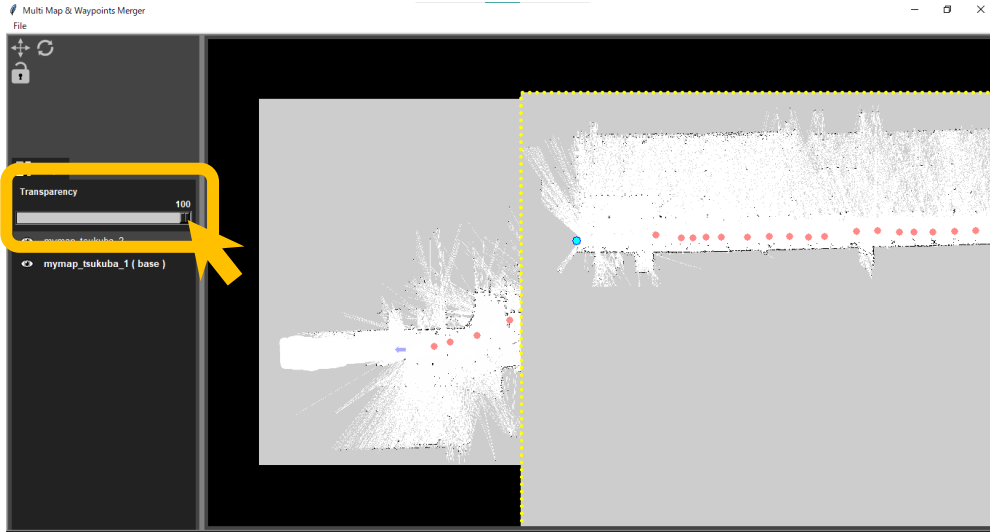 Multi Map & Waypoints Merger
File
Transparency
100
mymap_tsukuba_2
mymap_tsukuba_1 ( base )